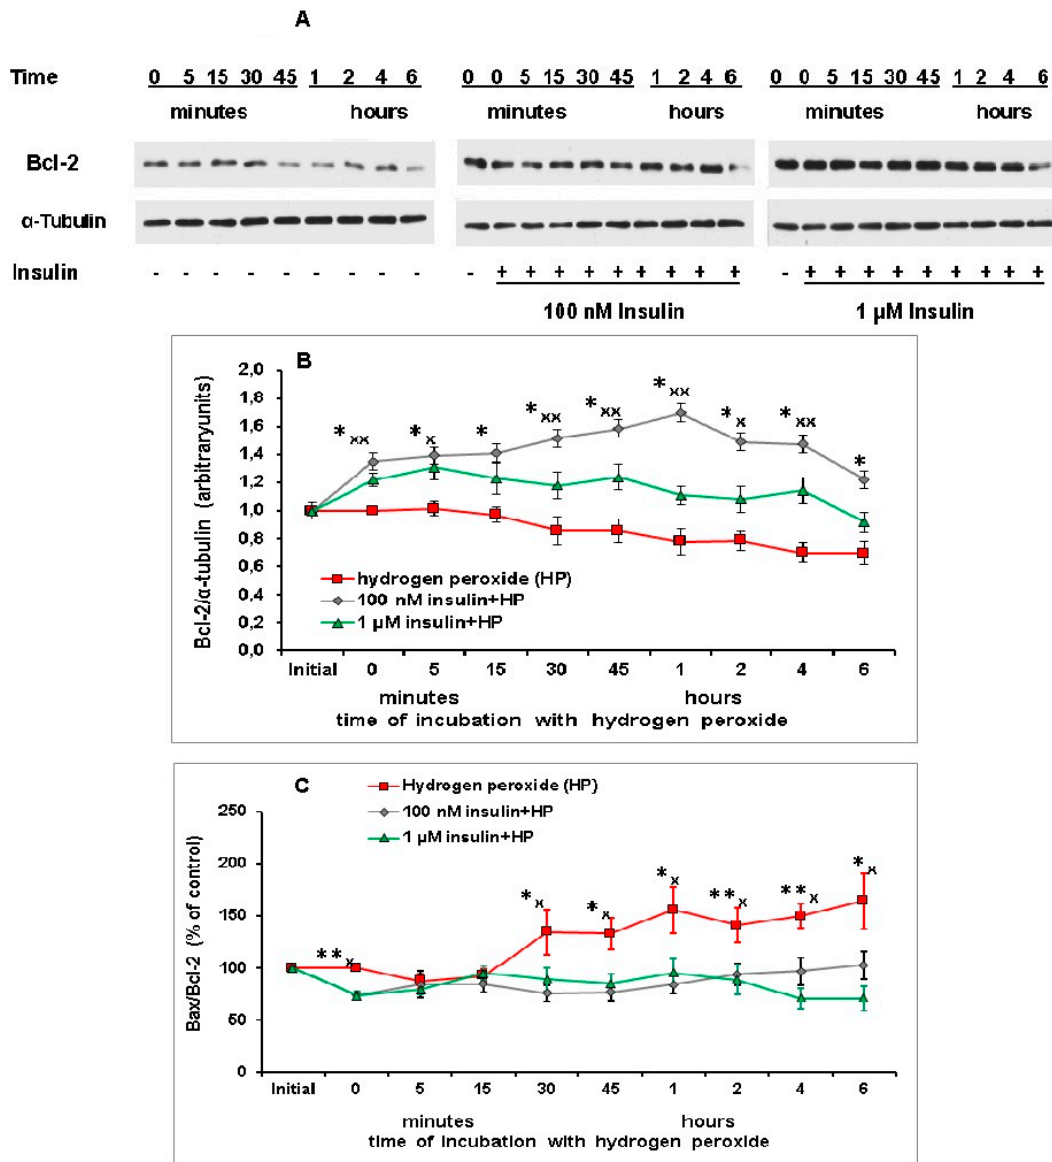 A
Time 0 5 15 30 45 1 2 4 6 0 0 5 15 30 45 1 2 4 6 0 0 5 15 30 45 1 2 4 6
minutes hours minutes hours minutes hours
Bcl-2
α-Tubulin
Insulin - - - - - - - - - - + + + + + + + + + - + + + + + + + + +
100 nM Insulin 1 µM Insulin
B
Bcl-2/α-tubulin (arbitraryunits)
2,0
1,8
1,6
1,4
1,2
1,0
0,8
0,6
0,4
0,2
0,0
* xx * x * * xx * xx * xx * x * xx *
hydrogen peroxide (HP)
100 nM insulin+HP
1 µM insulin+HP
Initial 0 5 15 30 45 1 2 4 6
minutes hours
time of incubation with hydrogen peroxide
C
Hydrogen peroxide (HP)
100 nM insulin+HP
1 µM insulin+HP
Bax/Bcl-2 (% of control)
250
200
150
100
50
0
** x * x * x * x ** x ** x * x
Initial 0 5 15 30 45 1 2 4 6
minutes hours
time of incubation with hydrogen peroxide